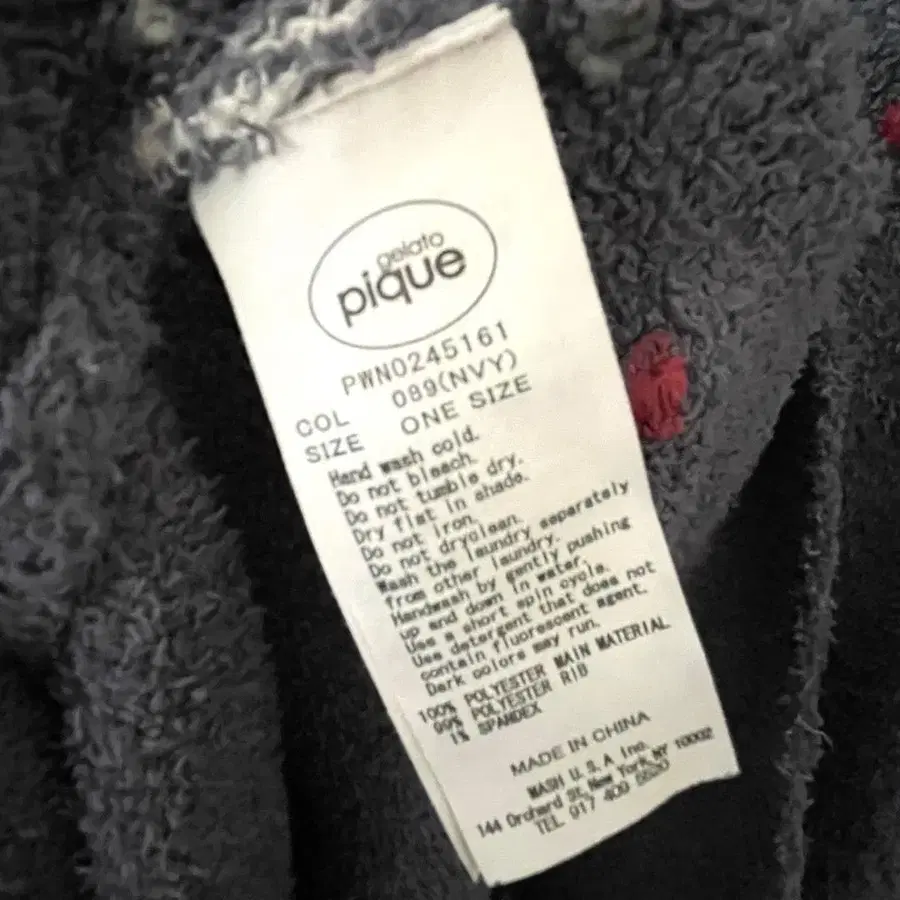 gelato
pique
PWN0245161
COL 089(NVY)
SIZE ONE SIZE
Hand wash cold.
Do not bleach.
Do not tumble dry.
Dry flat in shade.
Do not iron.
Do not dryclean.
Wash the laundry separately
from other laundry.
Handwash by gently pushing
up and down in water.
Use a short spin cycle.
Use detergent that does not
contain fluorescent agent.
Dark colors may run.
100% POLYESTER MAIN MATERIAL
99% POLYESTER RIB
1% SPANDEX
MADE IN CHINA
MASH U.S.A Inc.
144 Orchard St, New York, NY 10002
TEL 917 409